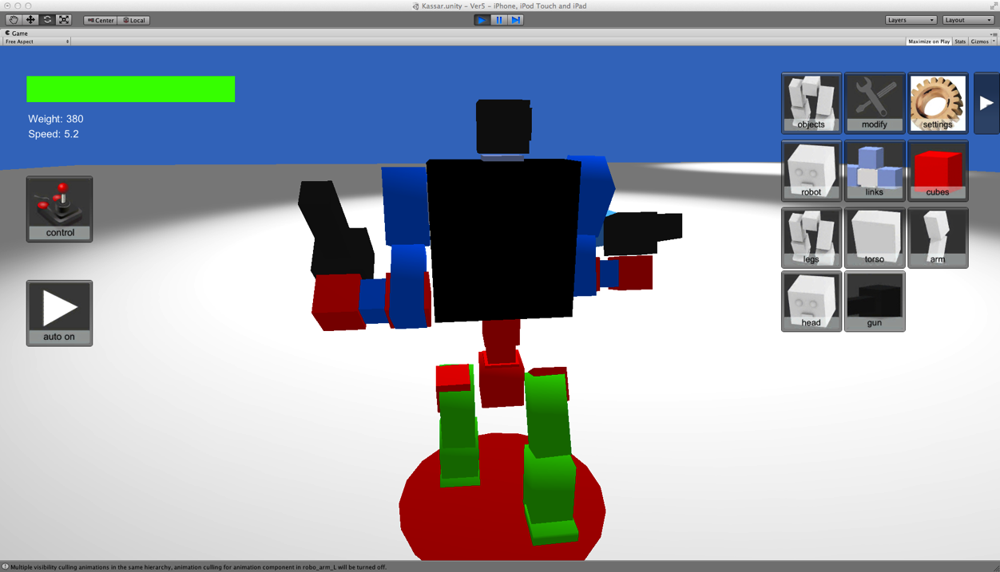 Kassar.unity - Ver5 - iPhone, iPod Touch and iPad
Center Local
Layers Layout
Game
Free Aspect
Maximize on Play Stats Gizmos
Weight: 380
Speed: 5.2
control
auto on
objects modify settings
robot links cubes
legs torso arm
head gun
Multiple visibility culling animations in the same hierarchy, animation culling for animation component in robo_arm_L will be turned off.